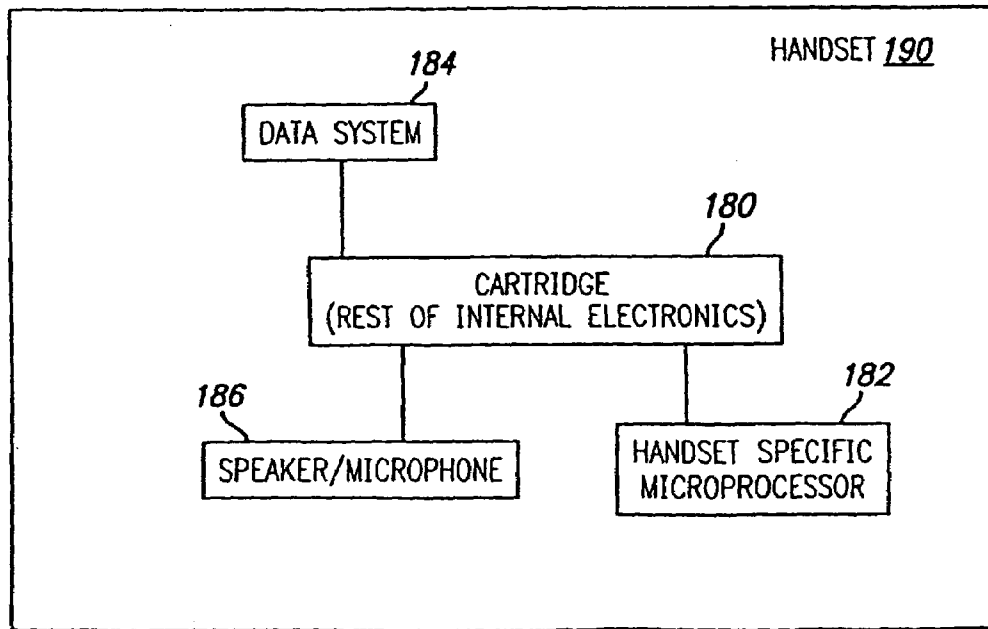 HANDSET 190
184
DATA SYSTEM
180
CARTRIDGE
(REST OF INTERNAL ELECTRONICS)
186
SPEAKER/MICROPHONE
182
HANDSET SPECIFIC
MICROPROCESSOR